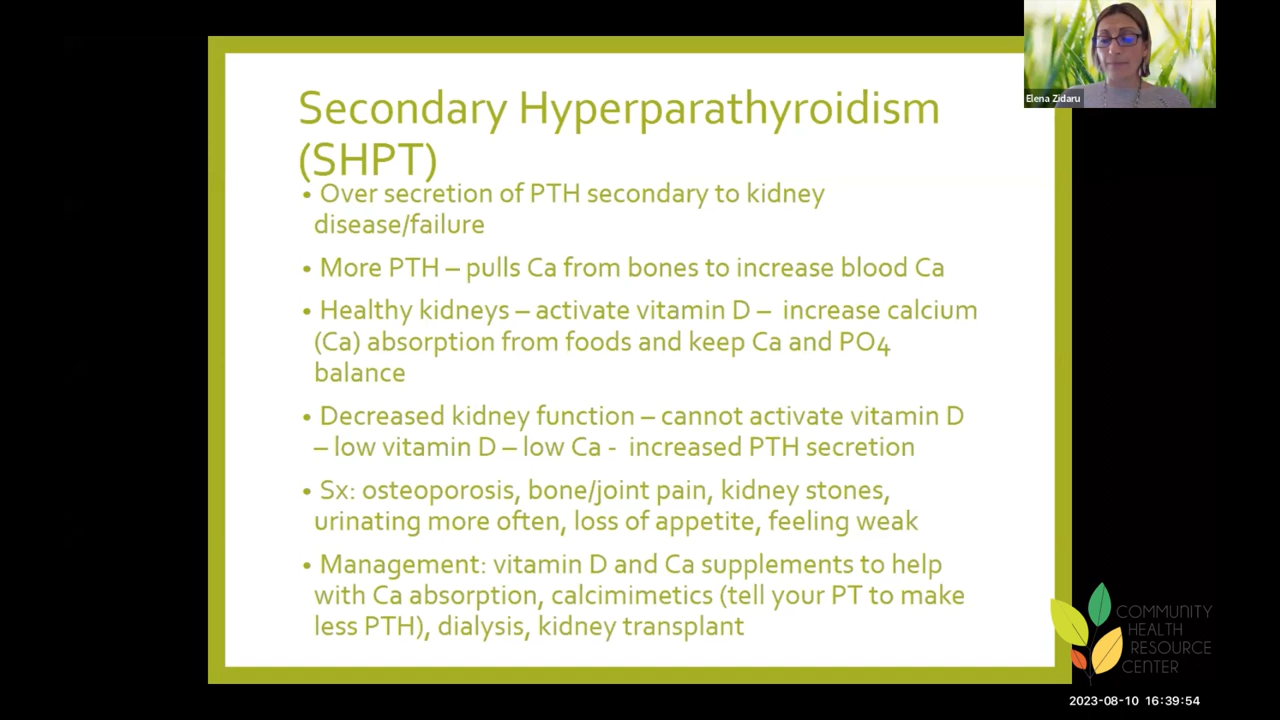 Elena Zidaru
Secondary Hyperparathyroidism
(SHPT)
• Over secretion of PTH secondary to kidney
disease/failure
• More PTH – pulls Ca from bones to increase blood Ca
• Healthy kidneys – activate vitamin D –  increase calcium
(Ca) absorption from foods and keep Ca and PO4
balance
• Decreased kidney function – cannot activate vitamin D
– low vitamin D – low Ca -  increased PTH secretion
• Sx: osteoporosis, bone/joint pain, kidney stones,
urinating more often, loss of appetite, feeling weak
• Management: vitamin D and Ca supplements to help
with Ca absorption, calcimimetics (tell your PT to make
less PTH), dialysis, kidney transplant
COMMUNITY
HEALTH
RESOURCE
CENTER
2023-08-10 16:39:54